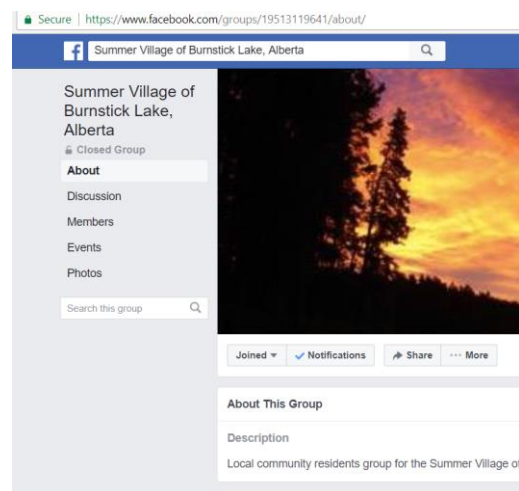 Secure | https://www.facebook.com/groups/19513119641/about/
f Summer Village of Burnstick Lake, Alberta
Summer Village of
Burnstick Lake,
Alberta
Closed Group
About
Discussion
Members
Events
Photos
Search this group
Joined Notifications Share More
About This Group
Description
Local community residents group for the Summer Village of